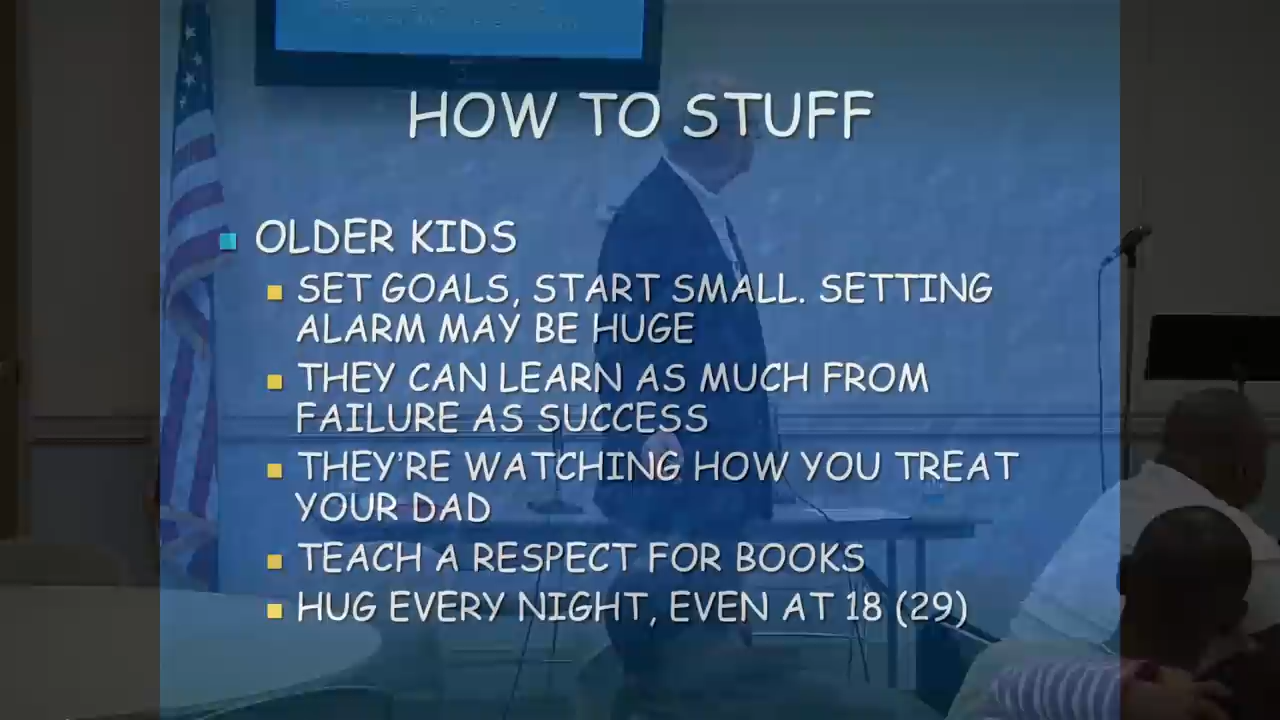 HOW TO STUFF
OLDER KIDS
SET GOALS, START SMALL. SETTING
ALARM MAY BE HUGE
THEY CAN LEARN AS MUCH FROM
FAILURE AS SUCCESS
THEY'RE WATCHING HOW YOU TREAT
YOUR DAD
TEACH A RESPECT FOR BOOKS
HUG EVERY NIGHT, EVEN AT 18 (29)